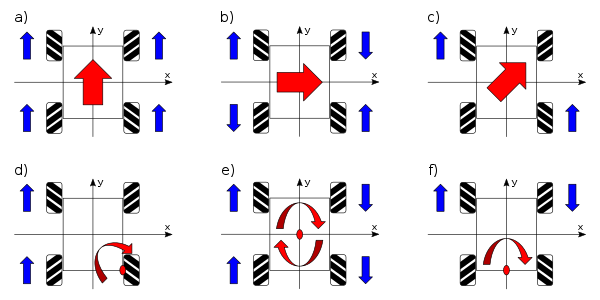 a) y x
b) y x
c) y x
d) y x
e) y x
f) y x